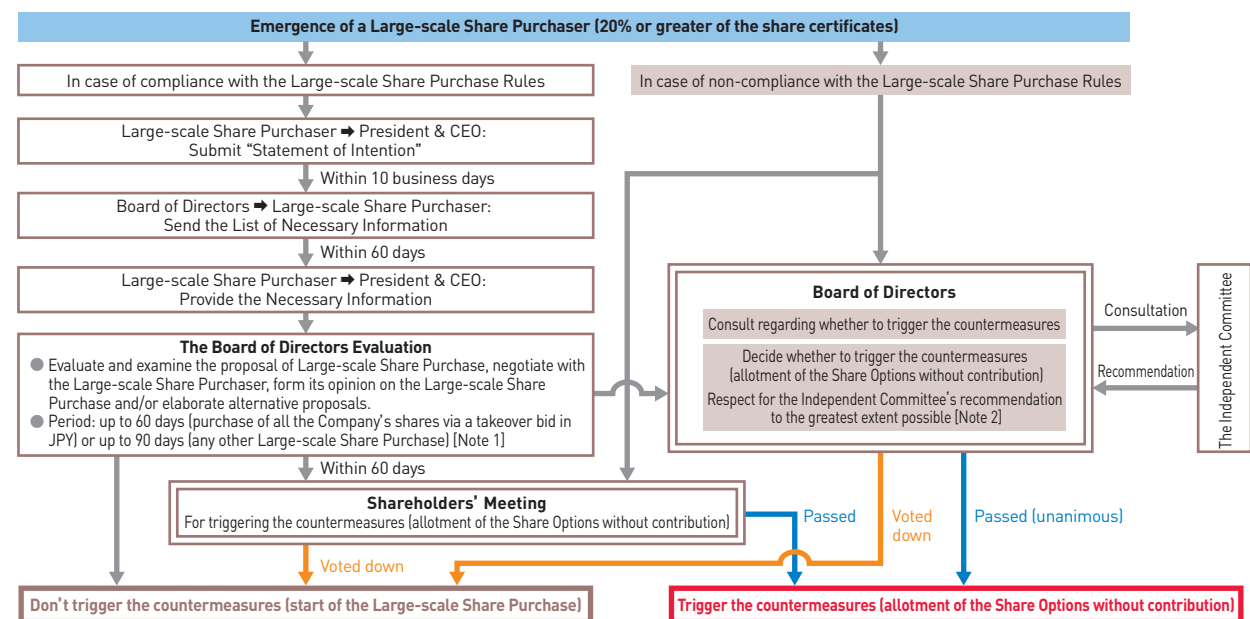 Emergence of a Large-scale Share Purchaser (20% or greater of the share certificates)
In case of compliance with the Large-scale Share Purchase Rules
In case of non-compliance with the Large-scale Share Purchase Rules
Large-scale Share Purchaser ➡ President & CEO:
Submit “Statement of Intention”
Within 10 business days
Board of Directors ➡ Large-scale Share Purchaser:
Send the List of Necessary Information
Within 60 days
Large-scale Share Purchaser ➡ President & CEO:
Provide the Necessary Information
The Board of Directors Evaluation
● Evaluate and examine the proposal of Large-scale Share Purchase, negotiate with
the Large-scale Share Purchaser, form its opinion on the Large-scale Share
Purchase and/or elaborate alternative proposals.
● Period: up to 60 days (purchase of all the Company’s shares via a takeover bid in
JPY) or up to 90 days (any other Large-scale Share Purchase) [Note 1]
Board of Directors
Consult regarding whether to trigger the countermeasures
Decide whether to trigger the countermeasures
(allotment of the Share Options without contribution)
Respect for the Independent Committee’s recommendation
to the greatest extent possible [Note 2]
Consultation
Recommendation
The Independent Committee
Within 60 days
Shareholders’ Meeting
For triggering the countermeasures (allotment of the Share Options without contribution)
Passed
Voted
down
Passed (unanimous)
Voted down
Don’t trigger the countermeasures (start of the Large-scale Share Purchase)
Trigger the countermeasures (allotment of the Share Options without contribution)